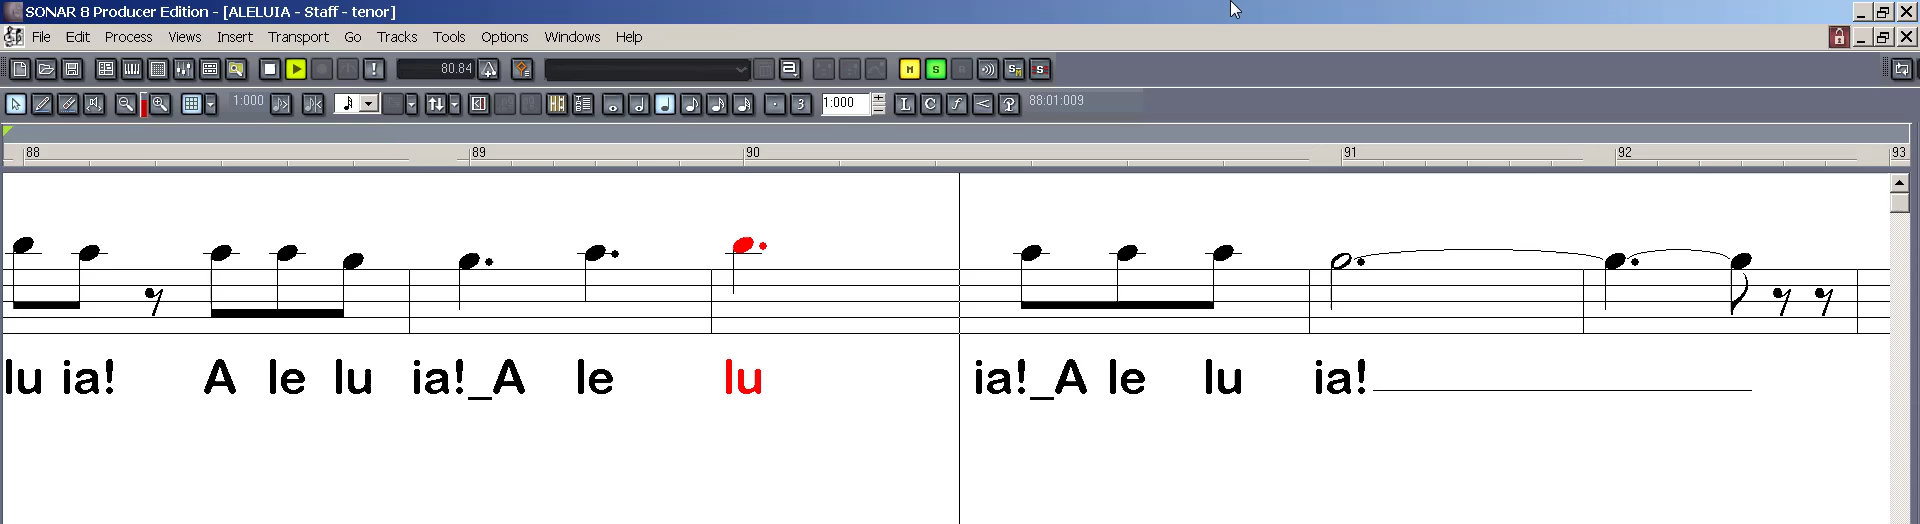 SONAR 8 Producer Edition - [ALELUIA - Staff - tenor]
File Edit Process Views Insert Transport Go Tracks Tools Options Windows Help
80.84 M S
1:000 3 1:000 L C f 88:01:009
88 89 90 91 92 93
lu ia! A le lu ia!_A le lu ia!_A le lu ia!